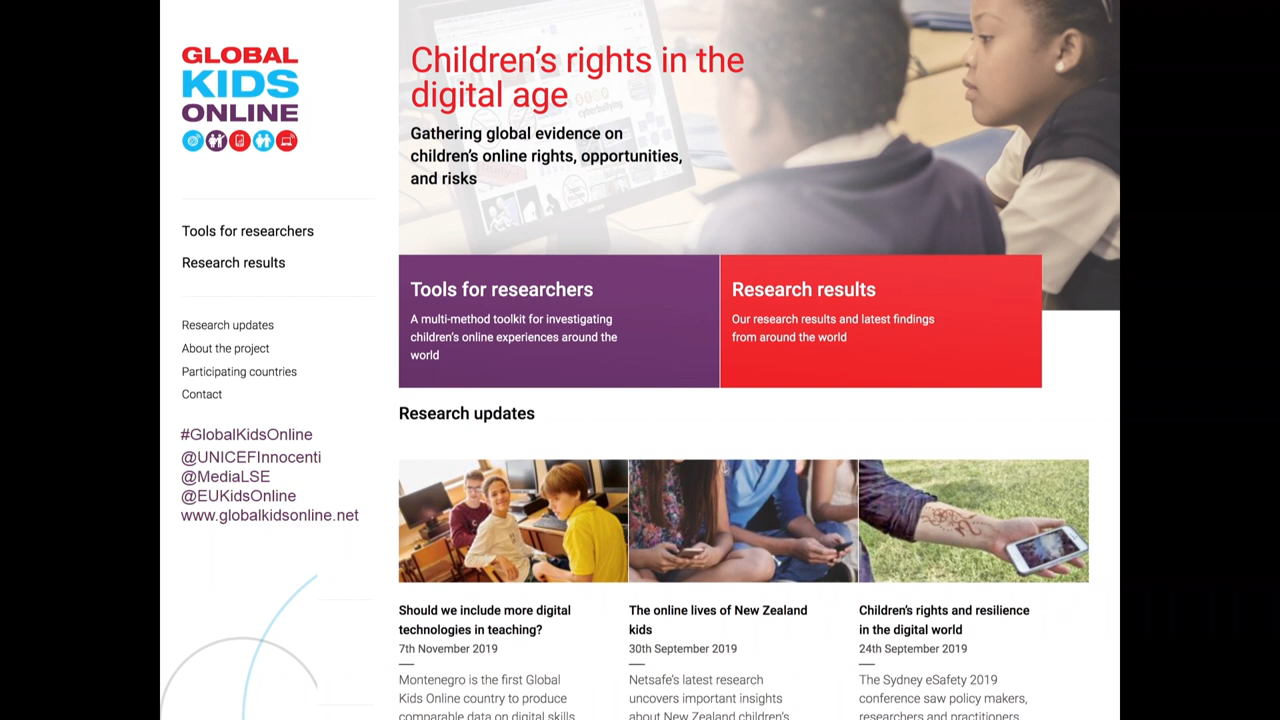 GLOBAL
KIDS
ONLINE
Tools for researchers
Research results
Research updates
About the project
Participating countries
Contact
#GlobalKidsOnline
@UNICEFInnocenti
@MediaLSE
@EUKidsOnline
www.globalkidsonline.net
Children's rights in the
digital age
Gathering global evidence on
children's online rights, opportunities,
and risks
cyberbullying
Tools for researchers
A multi-method toolkit for investigating
children's online experiences around the
world
Research results
Our research results and latest findings
from around the world
Research updates
Should we include more digital
technologies in teaching?
7th November 2019
Montenegro is the first Global
Kids Online country to produce
comparable data on digital skills
The online lives of New Zealand
kids
30th September 2019
Netsafe's latest research
uncovers important insights
about New Zealand children's
Children's rights and resilience
in the digital world
24th September 2019
The Sydney eSafety 2019
conference saw policy makers,
researchers and practitioners